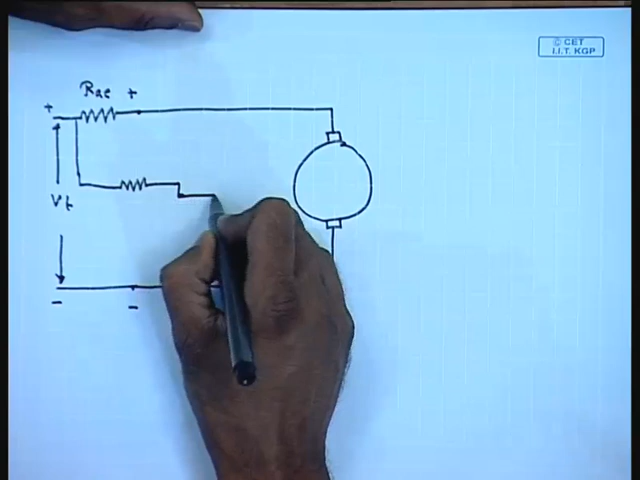 © CET
I.I.T. KGP
Rae +
+
Vt
-
-